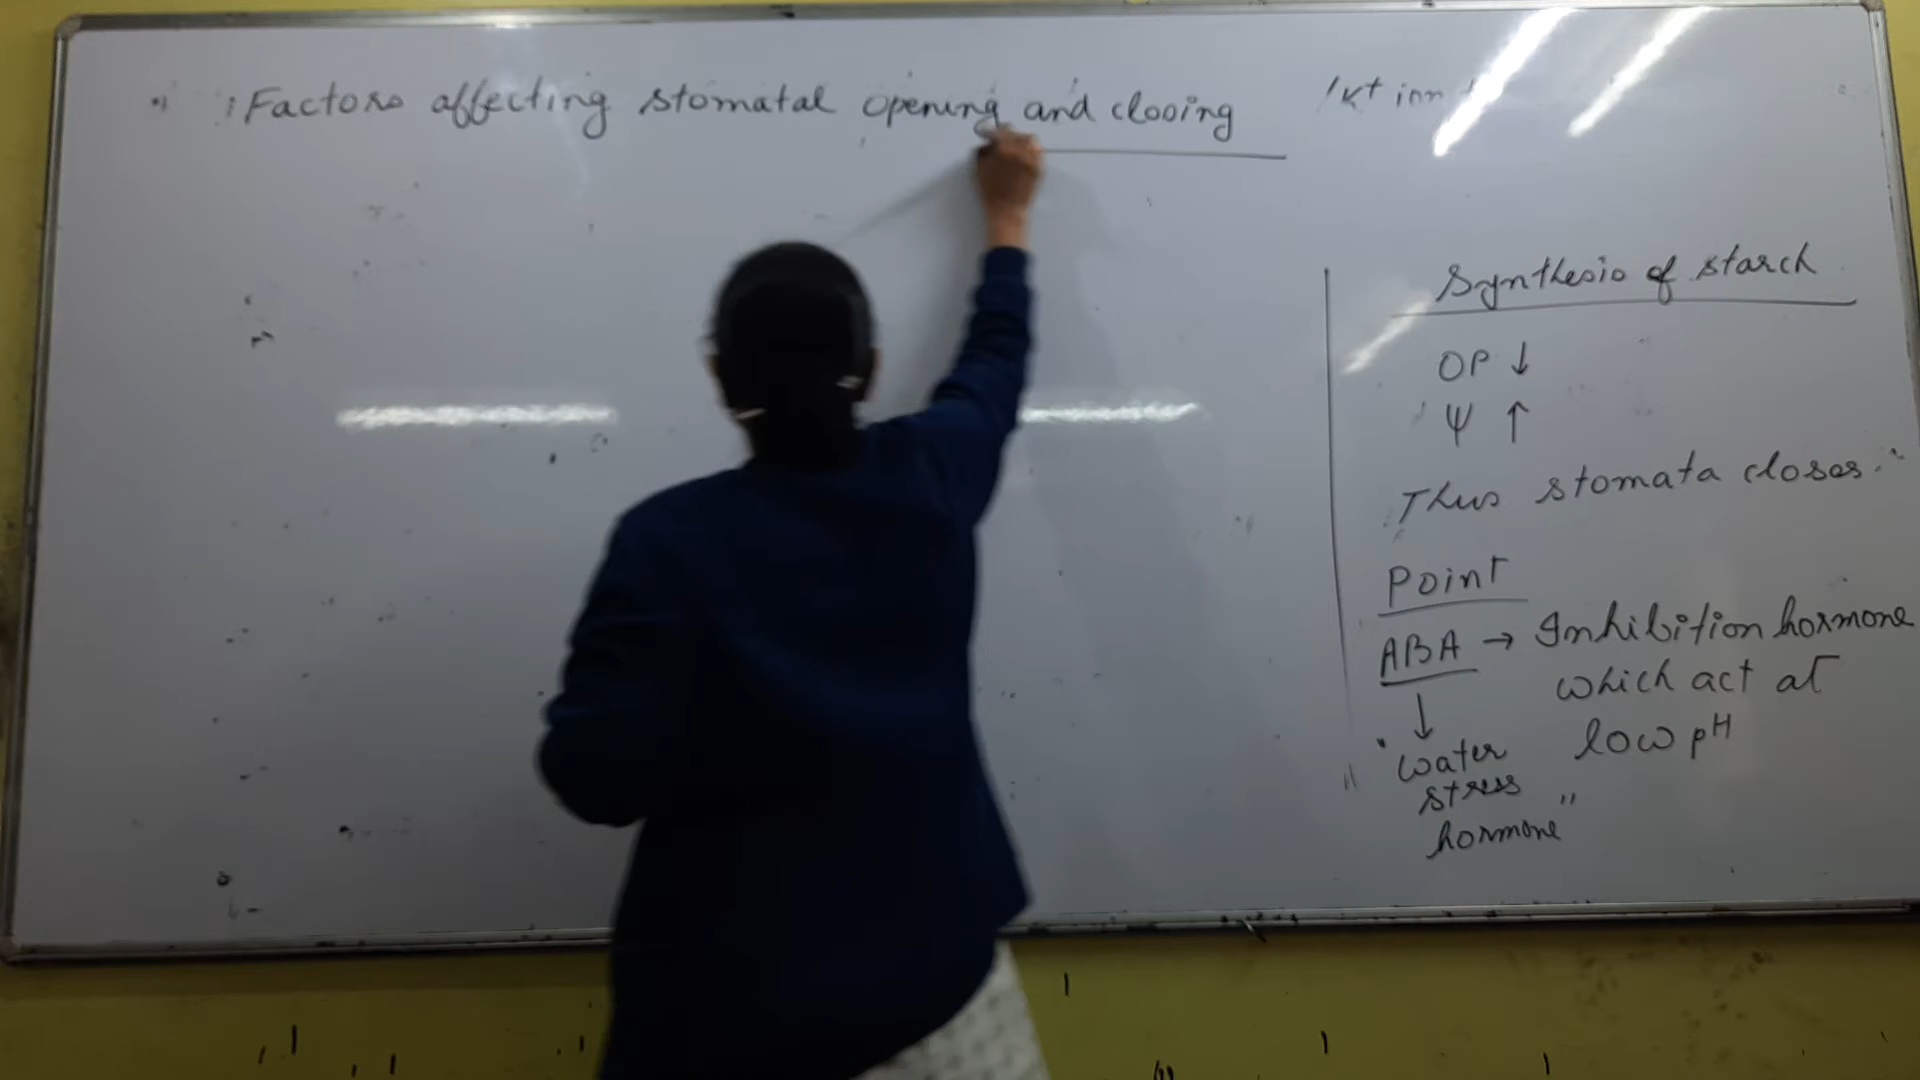 : Factors affecting stomatal opening and closing
K+ ion
Synthesis of starch
OP ↓
Ψ ↑
Thus stomata closes.
Point
ABA → Inhibition hormone
which act at
low pH
↓
"Water
stress
hormone"